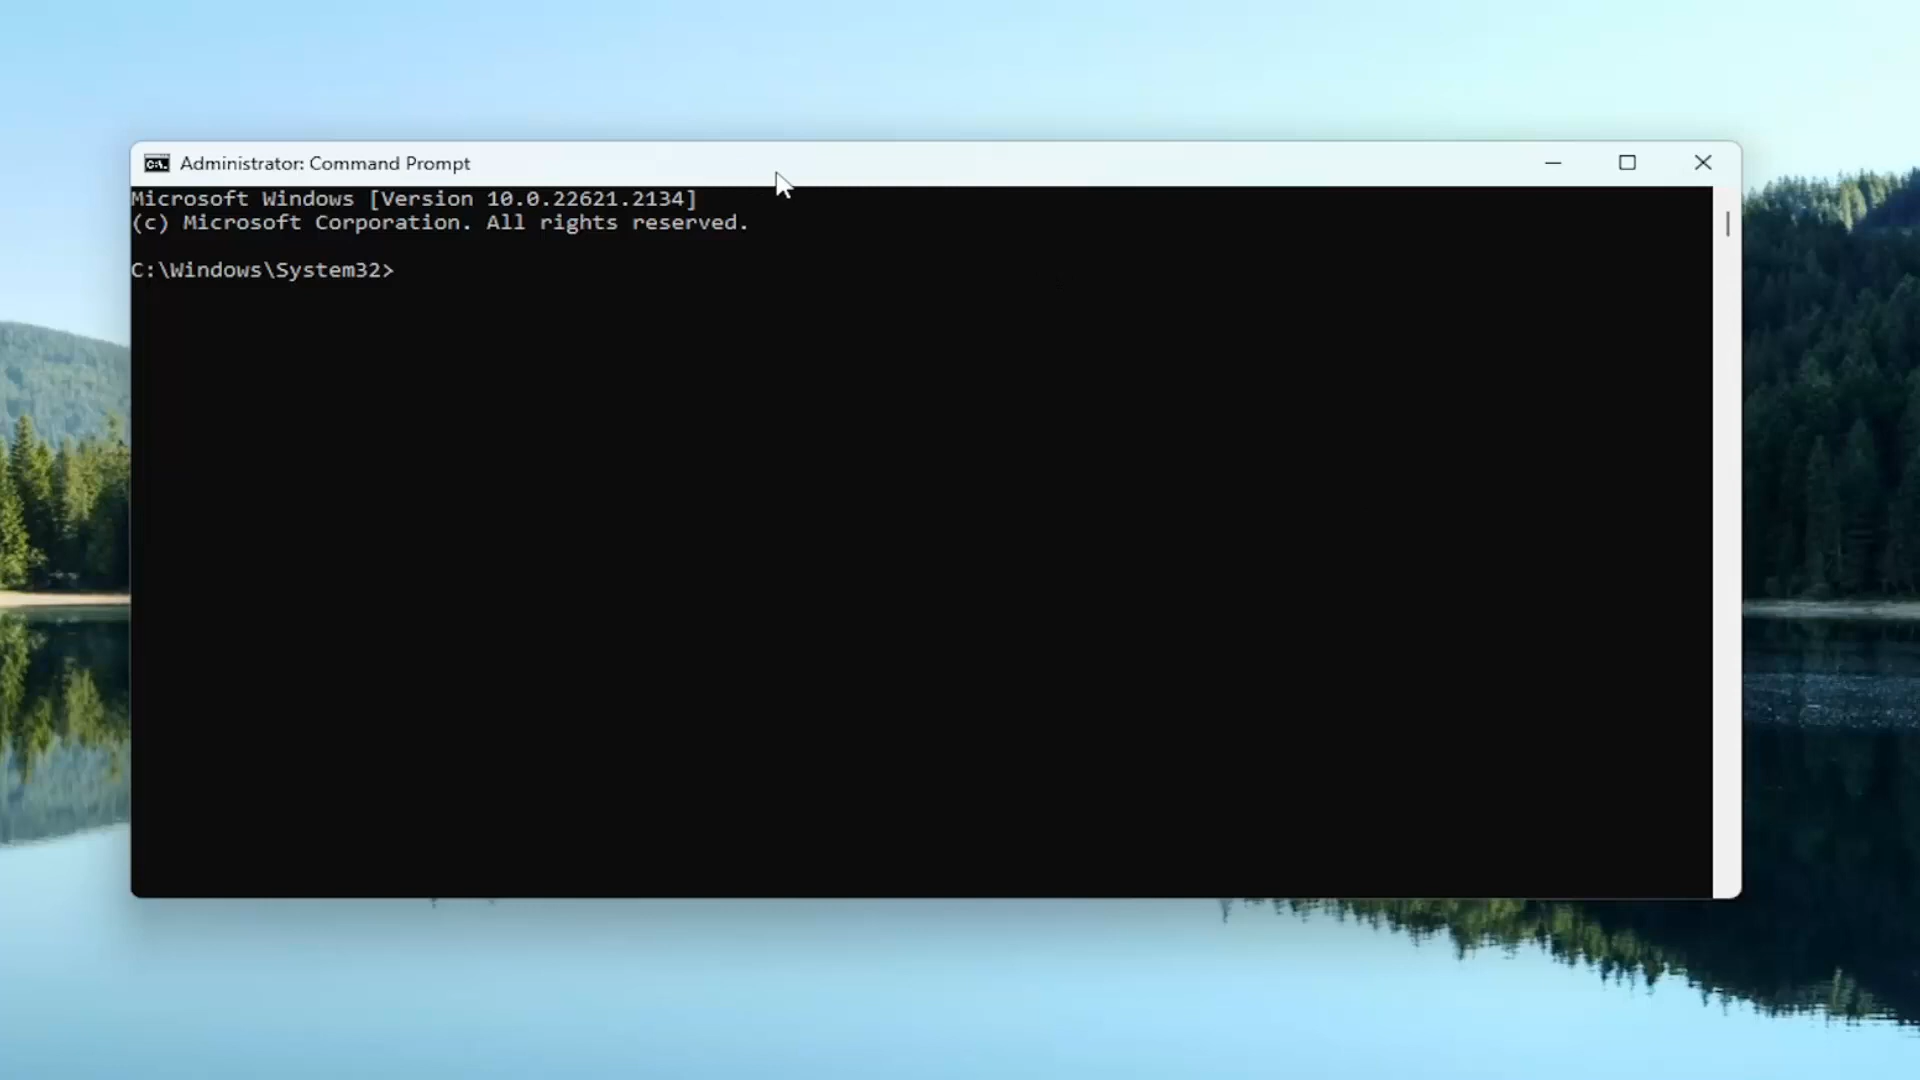 Administrator: Command Prompt
Microsoft Windows [Version 10.0.22621.2134]
(c) Microsoft Corporation. All rights reserved.
C:\Windows\System32>